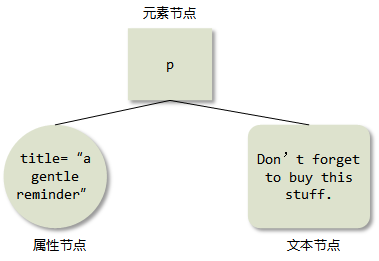 元素节点
p
title= “a
gentle
reminder”
Don’t forget
to buy this
stuff.
属性节点
文本节点